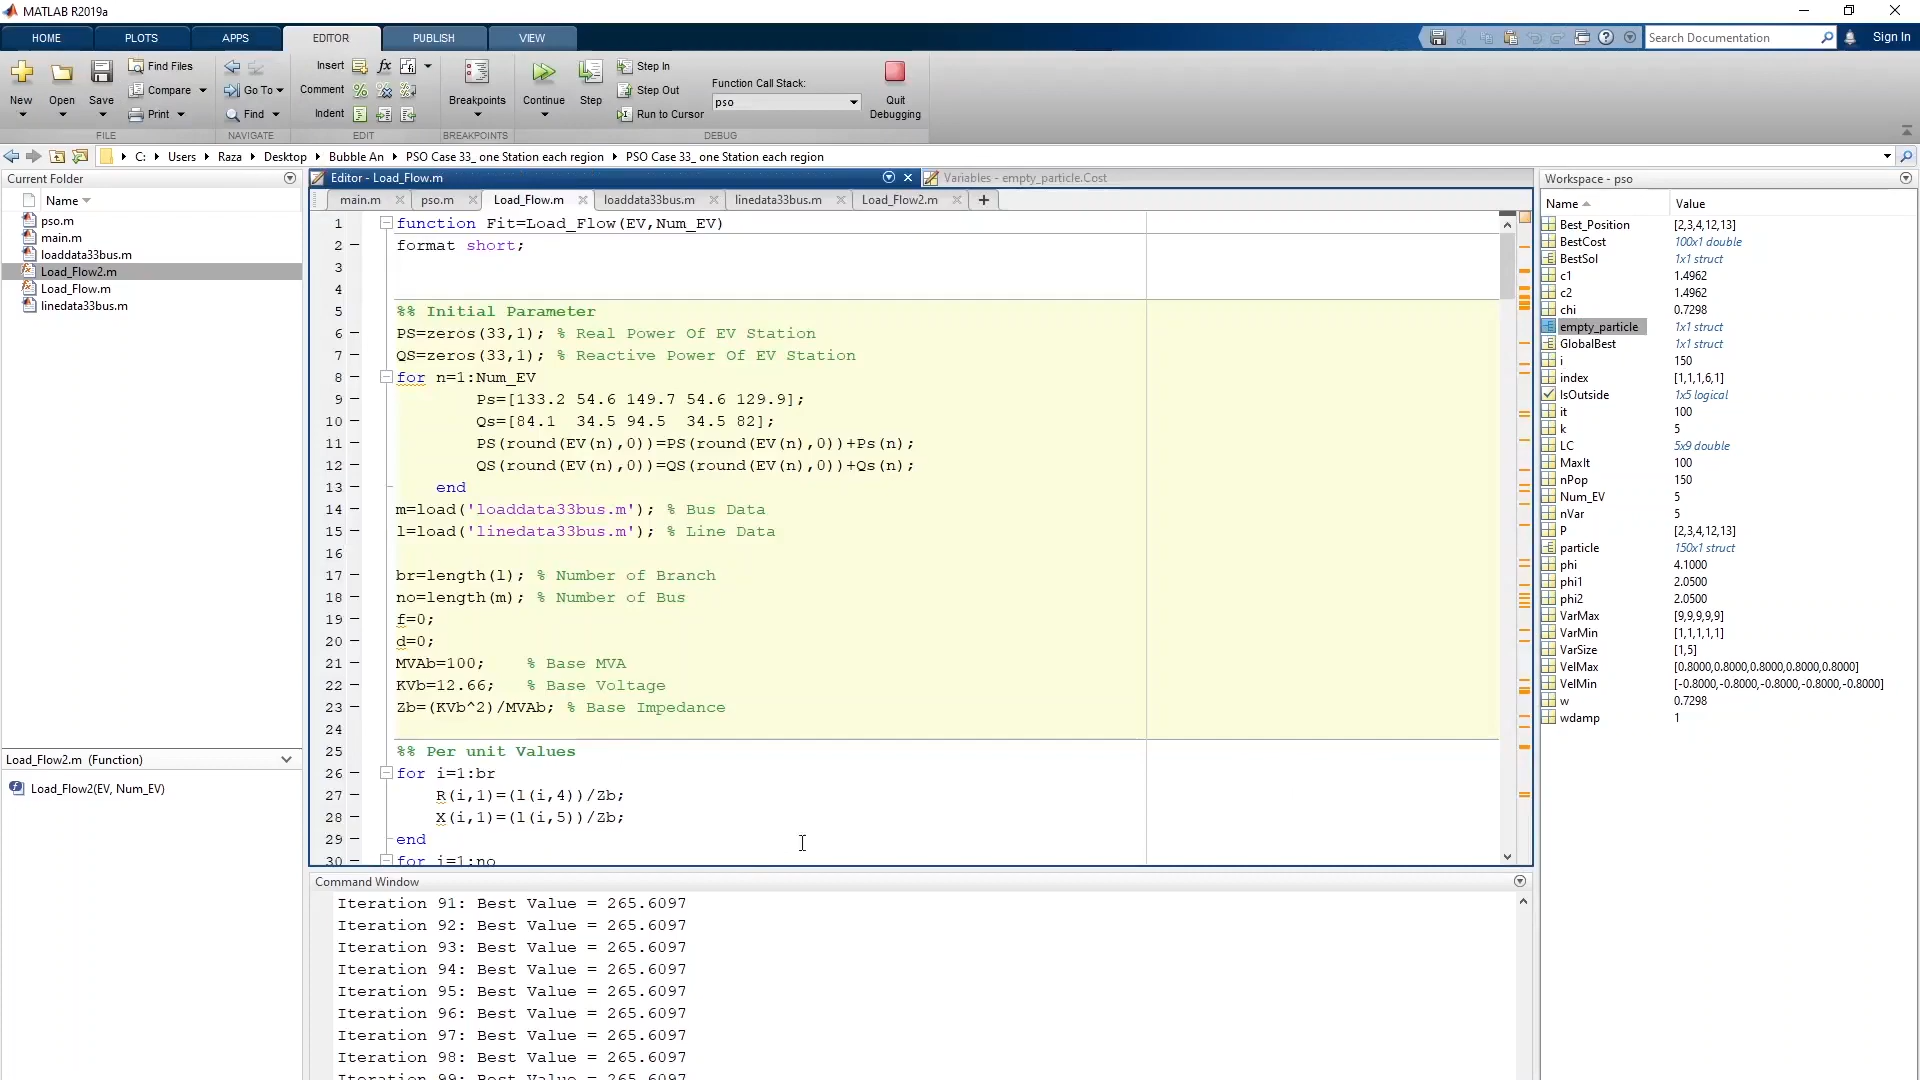 MATLAB R2019a
HOME PLOTS APPS EDITOR PUBLISH VIEW
Search Documentation Sign In
New Open Save Find Files Compare Print
FILE
Go To Find
NAVIGATE
Insert fx
Comment
Indent
EDIT
Breakpoints
BREAKPOINTS
Continue Step Step In Step Out Run to Cursor
Function Call Stack:
pso
Quit Debugging
DEBUG
C: Users Raza Desktop Bubble An PSO Case 33_ one Station each region PSO Case 33_ one Station each region
Current Folder
Name
pso.m
main.m
loaddata33bus.m
Load_Flow2.m
Load_Flow.m
linedata33bus.m
Load_Flow2.m (Function)
Load_Flow2(EV, Num_EV)
Editor - Load_Flow.m
Variables - empty_particle.Cost
main.m pso.m Load_Flow.m loaddata33bus.m linedata33bus.m Load_Flow2.m
1 function Fit=Load_Flow(EV,Num_EV)
2 format short;
3
4
5 %% Initial Parameter
6 PS=zeros(33,1); % Real Power Of EV Station
7 QS=zeros(33,1); % Reactive Power Of EV Station
8 for n=1:Num_EV
9 Ps=[133.2 54.6 149.7 54.6 129.9];
10 Qs=[84.1 34.5 94.5 34.5 82];
11 PS(round(EV(n),0))=PS(round(EV(n),0))+Ps(n);
12 QS(round(EV(n),0))=QS(round(EV(n),0))+Qs(n);
13 end
14 m=load('loaddata33bus.m'); % Bus Data
15 l=load('linedata33bus.m'); % Line Data
16
17 br=length(l); % Number of Branch
18 no=length(m); % Number of Bus
19 f=0;
20 d=0;
21 MVAb=100; % Base MVA
22 KVb=12.66; % Base Voltage
23 Zb=(KVb^2)/MVAb; % Base Impedance
24
25 %% Per unit Values
26 for i=1:br
27 R(i,1)=(l(i,4))/Zb;
28 X(i,1)=(l(i,5))/Zb;
29 end
30 for i=1:no
Command Window
Iteration 91: Best Value = 265.6097
Iteration 92: Best Value = 265.6097
Iteration 93: Best Value = 265.6097
Iteration 94: Best Value = 265.6097
Iteration 95: Best Value = 265.6097
Iteration 96: Best Value = 265.6097
Iteration 97: Best Value = 265.6097
Iteration 98: Best Value = 265.6097
Iteration 99: Best Value = 265.6097
Workspace - pso
Name Value
Best_Position [2,3,4,12,13]
BestCost 100x1 double
BestSol 1x1 struct
c1 1.4962
c2 1.4962
chi 0.7298
empty_particle 1x1 struct
GlobalBest 1x1 struct
i 150
index [1,1,1,6,1]
IsOutside 1x5 logical
it 100
k 5
LC 5x9 double
MaxIt 100
nPop 150
Num_EV 5
nVar 5
P [2,3,4,12,13]
particle 150x1 struct
phi 4.1000
phi1 2.0500
phi2 2.0500
VarMax [9,9,9,9,9]
VarMin [1,1,1,1,1]
VarSize [1,5]
VelMax [0.8000,0.8000,0.8000,0.8000,0.8000]
VelMin [-0.8000,-0.8000,-0.8000,-0.8000,-0.8000]
w 0.7298
wdamp 1